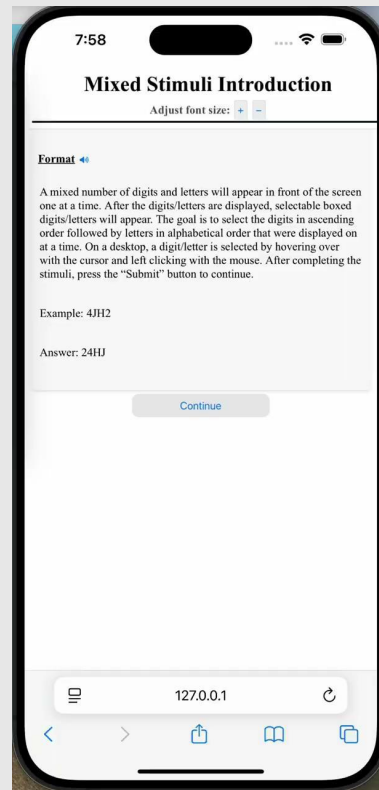 7:58
Mixed Stimuli Introduction
Adjust font size: + −
Format
A mixed number of digits and letters will appear in front of the screen
one at a time. After the digits/letters are displayed, selectable boxed
digits/letters will appear. The goal is to select the digits in ascending
order followed by letters in alphabetical order that were displayed on
at a time. On a desktop, a digit/letter is selected by hovering over
with the cursor and left clicking with the mouse. After completing the
stimuli, press the “Submit” button to continue.
Example: 4JH2
Answer: 24HJ
Continue
127.0.0.1